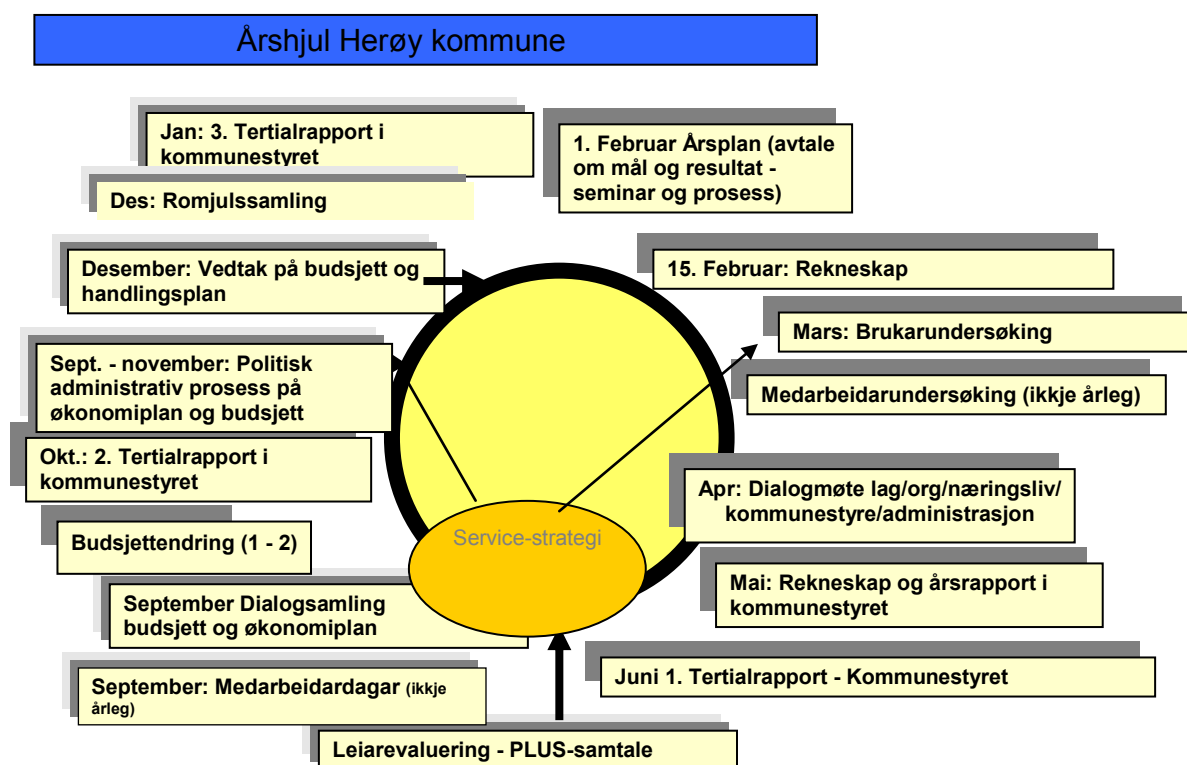 Årshjul Herøy kommune
Jan: 3. Tertialrapport i
kommunestyret
Des: Romjulssamling
1. Februar Årsplan (avtale
om mål og resultat -
seminar og prosess)
Desember: Vedtak på budsjett og
handlingsplan
15. Februar: Rekneskap
Mars: Brukarundersøking
Sept. - november: Politisk
administrativ prosess på
økonomiplan og budsjett
Medarbeidarundersøking (ikkje årleg)
Okt.: 2. Tertialrapport i
kommunestyret
Apr: Dialogmøte lag/org/næringsliv/
kommunestyre/administrasjon
Budsjettendring (1 - 2)
Service-strategi
Mai: Rekneskap og årsrapport i
kommunestyret
September Dialogsamling
budsjett og økonomiplan
Juni 1. Tertialrapport - Kommunestyret
September: Medarbeidardagar (ikkje
årleg)
Leiarevaluering - PLUS-samtale